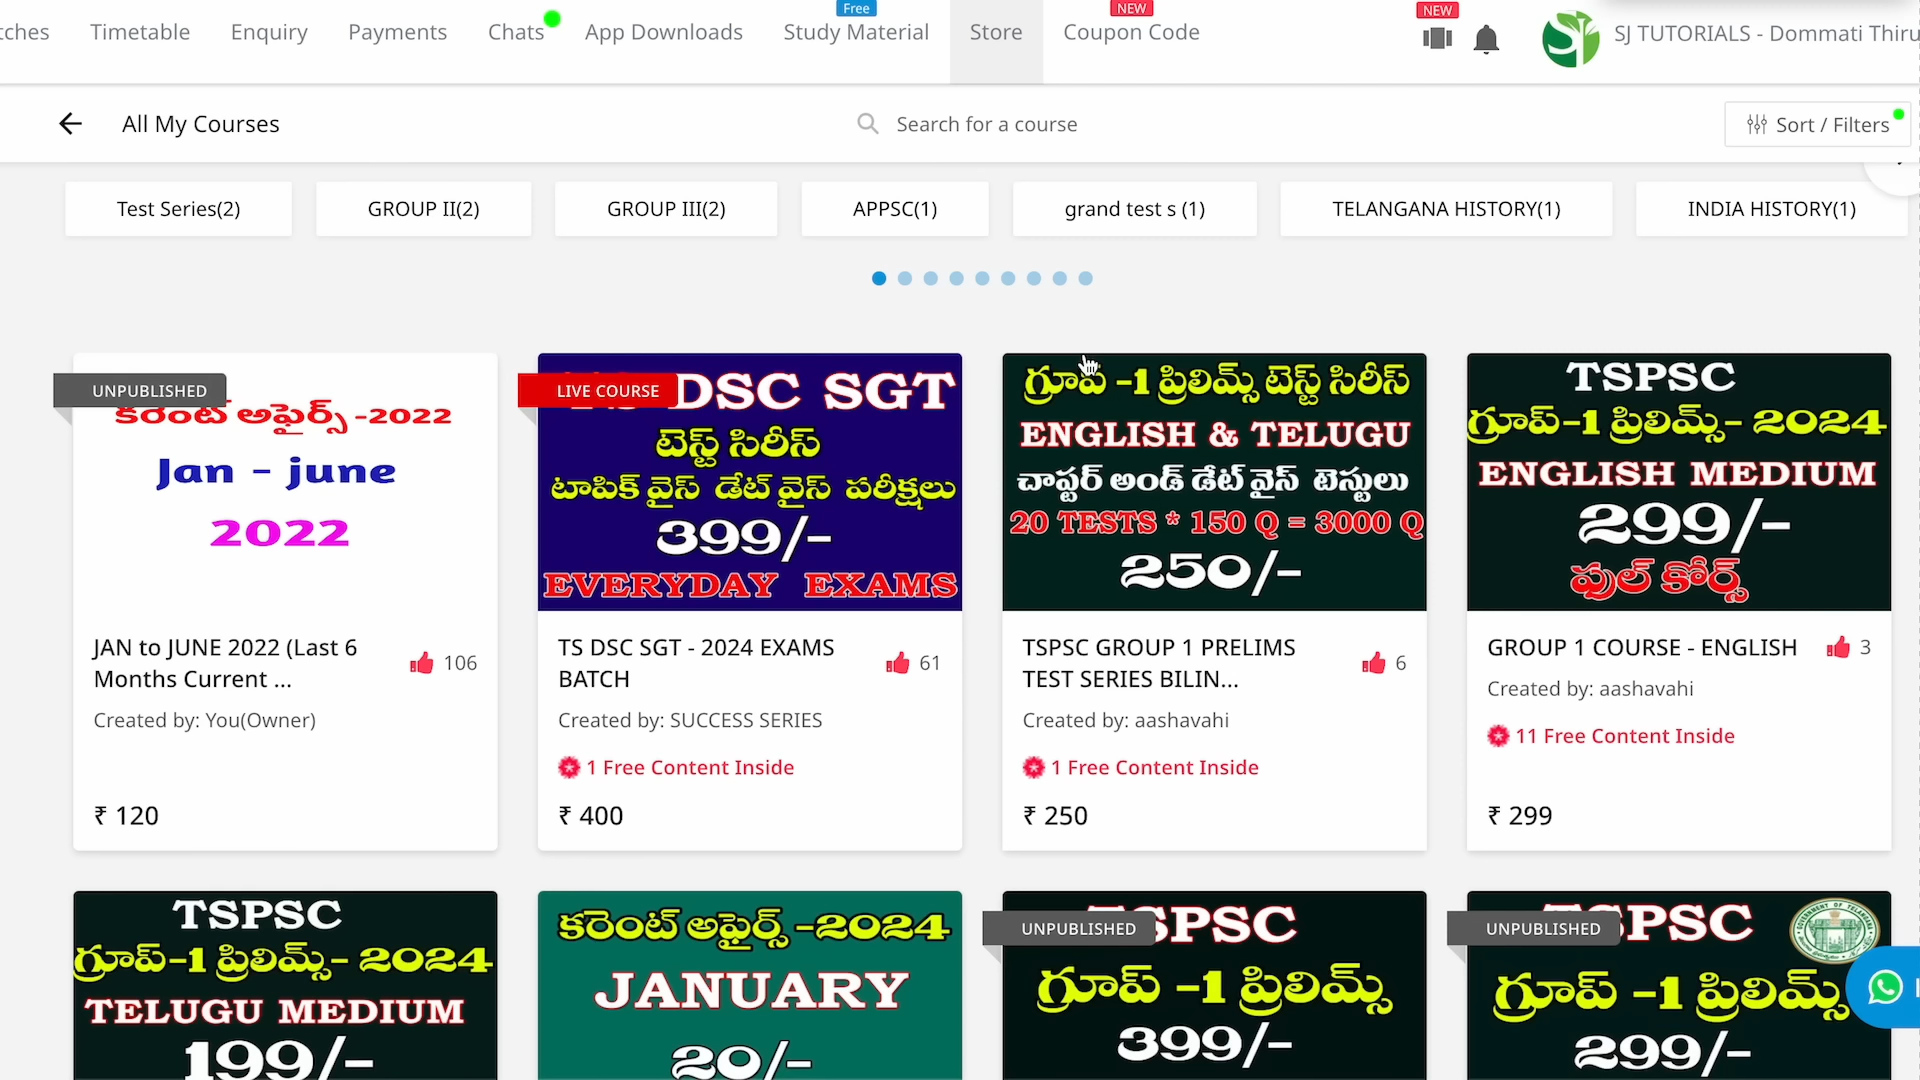 Timetable
Enquiry
Payments
Chats
App Downloads
Free
Study Material
Store
NEW
Coupon Code
NEW
SJ TUTORIALS - Dommati Thiru
All My Courses
Search for a course
Sort / Filters
Test Series(2)
GROUP II(2)
GROUP III(2)
APPSC(1)
grand test s (1)
TELANGANA HISTORY(1)
INDIA HISTORY(1)
UNPUBLISHED
కరెంట్ అఫైర్స్ -2022
Jan - june
2022
JAN to JUNE 2022 (Last 6
Months Current ...
106
Created by: You(Owner)
₹ 120
LIVE COURSE
DSC SGT
టెస్ట్ సిరీస్
టాపిక్ వైస్ డేట్ వైస్ పరీక్షలు
399/-
EVERYDAY EXAMS
TS DSC SGT - 2024 EXAMS
BATCH
61
Created by: SUCCESS SERIES
1 Free Content Inside
₹ 400
గ్రూప్ -1 ప్రిలిమ్స్ టెస్ట్ సిరీస్
ENGLISH & TELUGU
చాప్టర్ అండ్ డేట్ వైస్ టెస్టులు
20 TESTS * 150 Q = 3000 Q
250/-
TSPSC GROUP 1 PRELIMS
TEST SERIES BILIN...
6
Created by: aashavahi
1 Free Content Inside
₹ 250
TSPSC
గ్రూప్-1 ప్రిలిమ్స్- 2024
ENGLISH MEDIUM
299/-
ఫుల్ కోర్స్
GROUP 1 COURSE - ENGLISH
3
Created by: aashavahi
11 Free Content Inside
₹ 299
TSPSC
గ్రూప్-1 ప్రిలిమ్స్- 2024
TELUGU MEDIUM
199/-
కరెంట్ అఫైర్స్ -2024
JANUARY
20/-
UNPUBLISHED
TSPSC
గ్రూప్ -1 ప్రిలిమ్స్
399/-
UNPUBLISHED
TSPSC
గ్రూప్ -1 ప్రిలిమ్స్
299/-